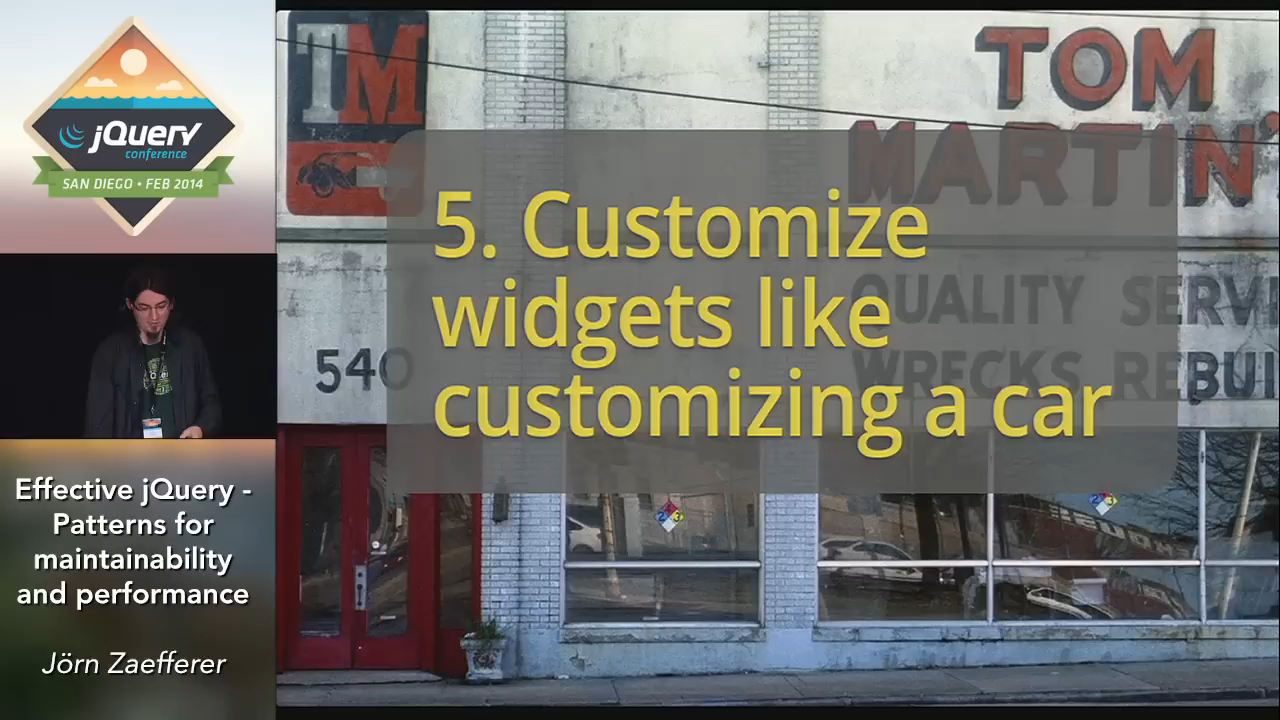 jQuery
conference
SAN DIEGO • FEB 2014
Effective jQuery -
Patterns for
maintainability
and performance
Jörn Zaefferer
TM
TOM
MARTIN'
QUALITY SERVI
WRECKS REBUI
540
5. Customize
widgets like
customizing a car